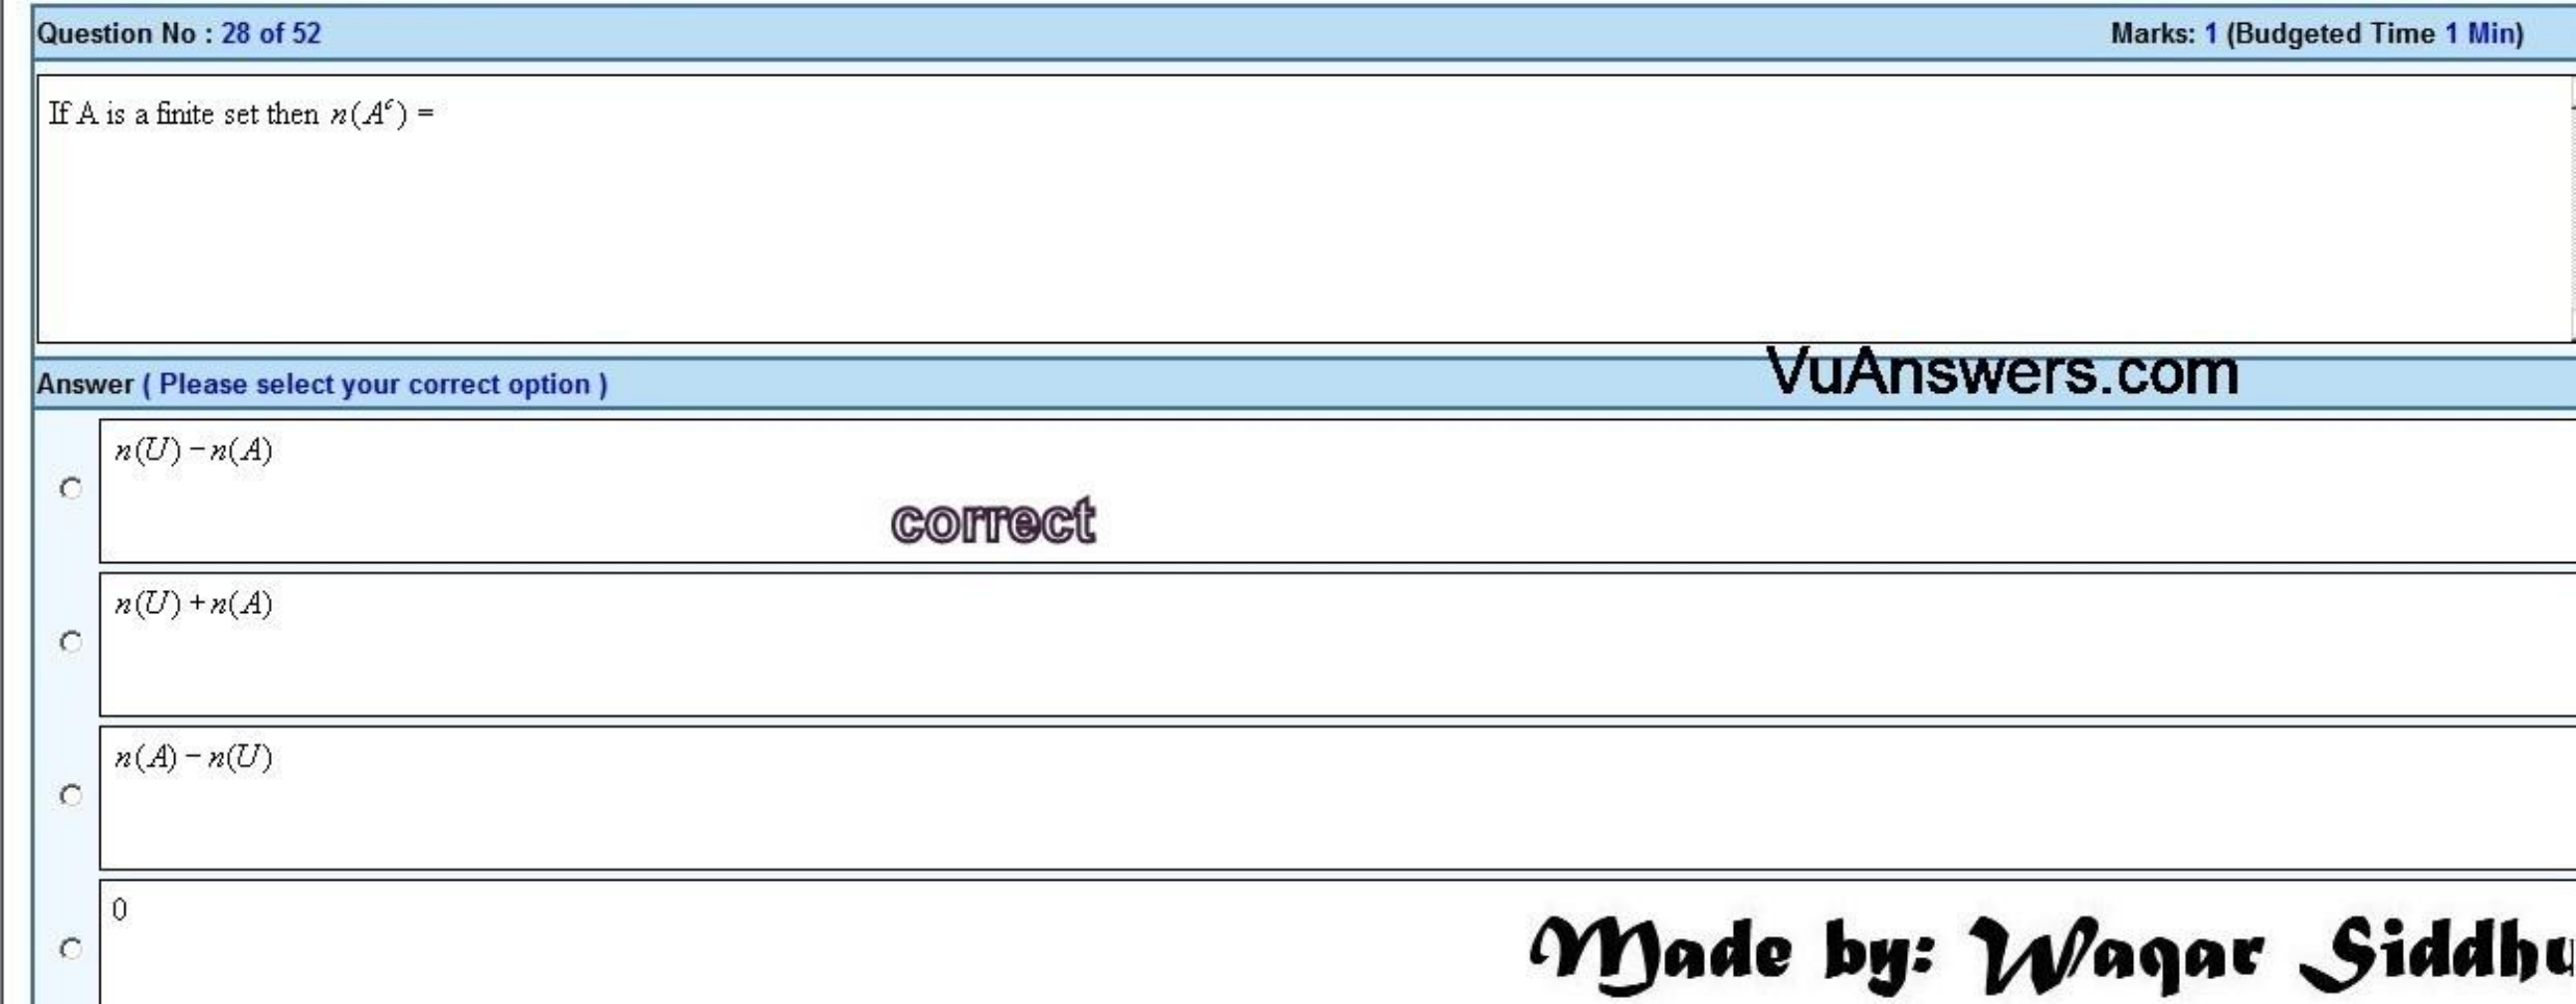 Question No : 28 of 52 Marks: 1 (Budgeted Time 1 Min)
If A is a finite set then n(Aᶜ) =
VuAnswers.com
Answer ( Please select your correct option )
n(U) − n(A)
correct
n(U) + n(A)
n(A) − n(U)
0
Made by: Waqar Siddhu